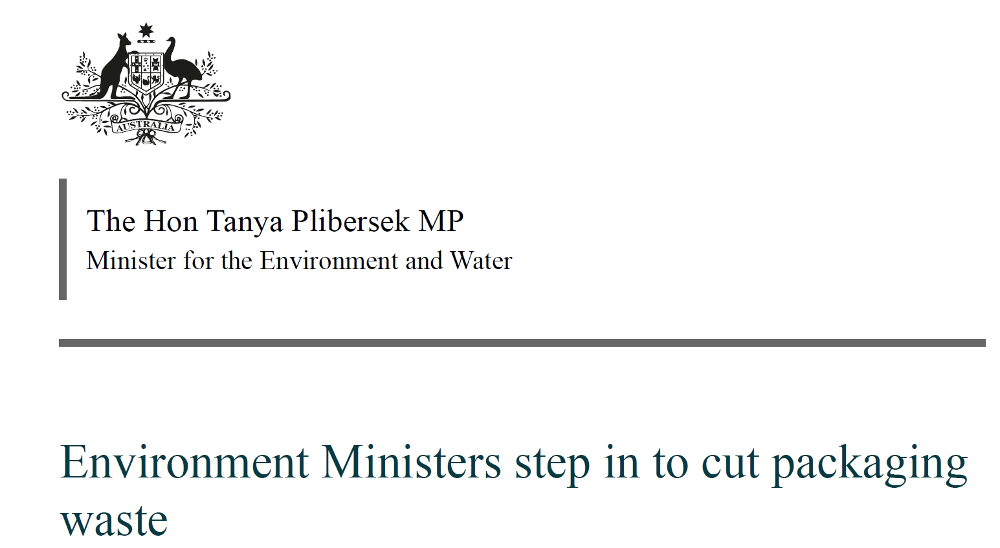 AUSTRALIA
The Hon Tanya Plibersek MP
Minister for the Environment and Water
Environment Ministers step in to cut packaging
waste